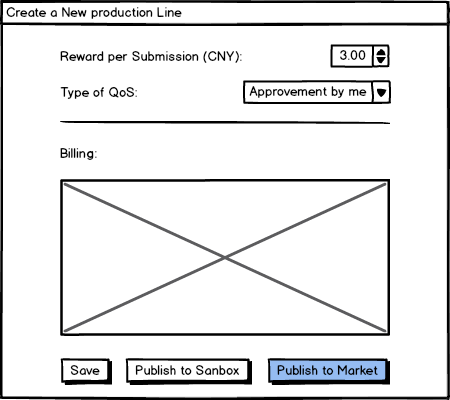 Create a New production Line
Reward per Submission (CNY): 3.00
Type of QoS: Approvement by me
Billing:
Save Publish to Sanbox Publish to Market